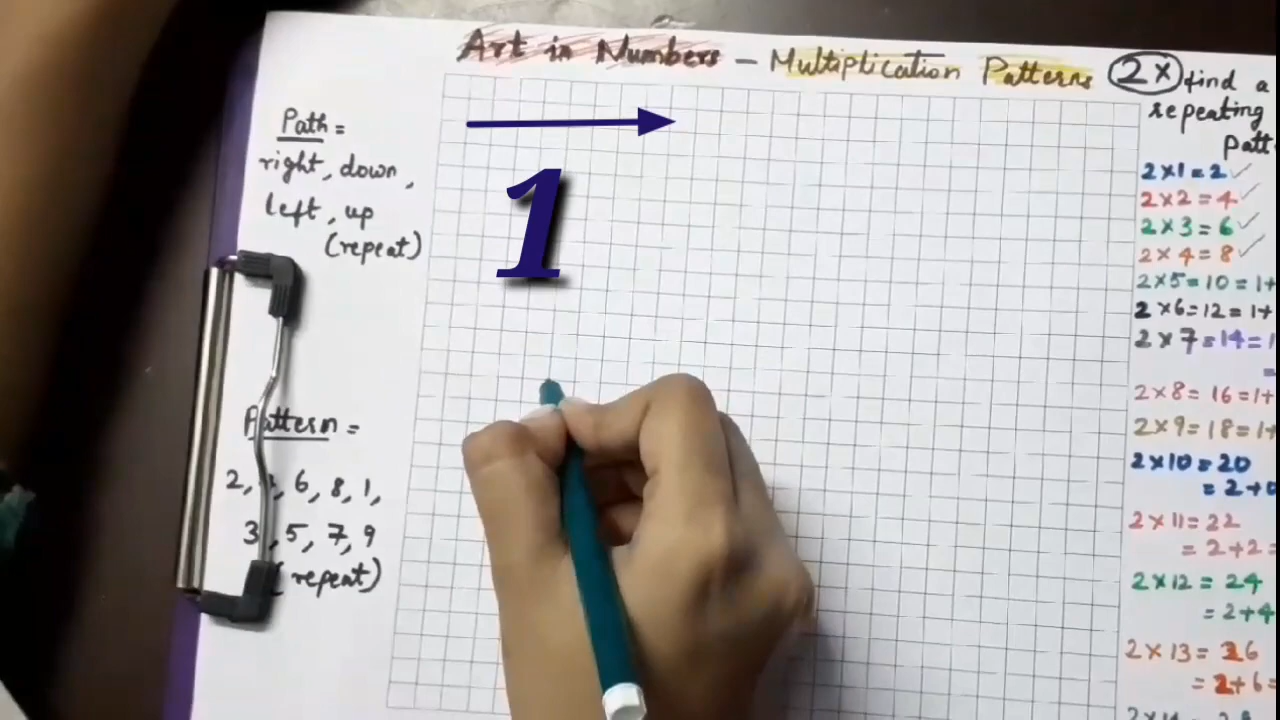 Art in Numbers - Multiplication Patterns 2x
find a
repeating
Patt
Path =
right, down,
left, up
(repeat)
1
Pattern =
2, 6, 8, 1,
3, 5, 7, 9
(repeat)
2x1=2✓
2x2=4✓
2x3=6✓
2x4=8✓
2x5=10=1+
2x6=12=1+
2x7=14=1
=
2x8=16=1+
2x9=18=1+
2x10=20
=2+0
2x11=22
=2+2=
2x12=24
=2+4
2x13=26
=2+6=